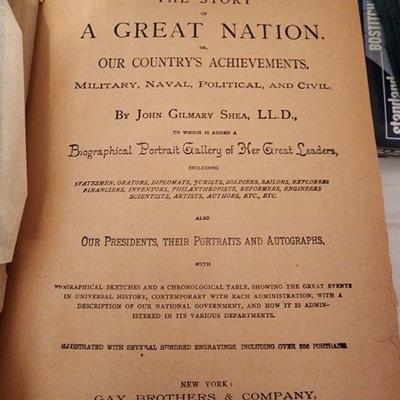 THE STORY
OF
A GREAT NATION.
OR,
OUR COUNTRY'S ACHIEVEMENTS,
MILITARY, NAVAL, POLITICAL, AND CIVIL,
BY JOHN GILMARY SHEA, LL.D.,
TO WHICH IS ADDED A
Biographical Portrait Gallery of Her Great Leaders,
INCLUDING
STATESMEN, ORATORS, DIPLOMATS, JURISTS, SOLDIERS, SAILORS, EXPLORERS
FINANCIERS, INVENTORS, PHILANTHROPISTS, REFORMERS, ENGINEERS
SCIENTISTS, ARTISTS, AUTHORS, ETC., ETC.
ALSO
OUR PRESIDENTS, THEIR PORTRAITS AND AUTOGRAPHS,
WITH
BIOGRAPHICAL SKETCHES AND A CHRONOLOGICAL TABLE, SHOWING THE GREAT EVENTS
IN UNIVERSAL HISTORY, CONTEMPORARY WITH EACH ADMINISTRATION, WITH A
DESCRIPTION OF OUR NATIONAL GOVERNMENT, AND HOW IT IS ADMIN-
ISTERED IN ITS VARIOUS DEPARTMENTS.
ILLUSTRATED WITH SEVERAL HUNDRED ENGRAVINGS, INCLUDING OVER 350 PORTRAITS
NEW YORK:
GAY BROTHERS & COMPANY,
BOSTITCH
standard